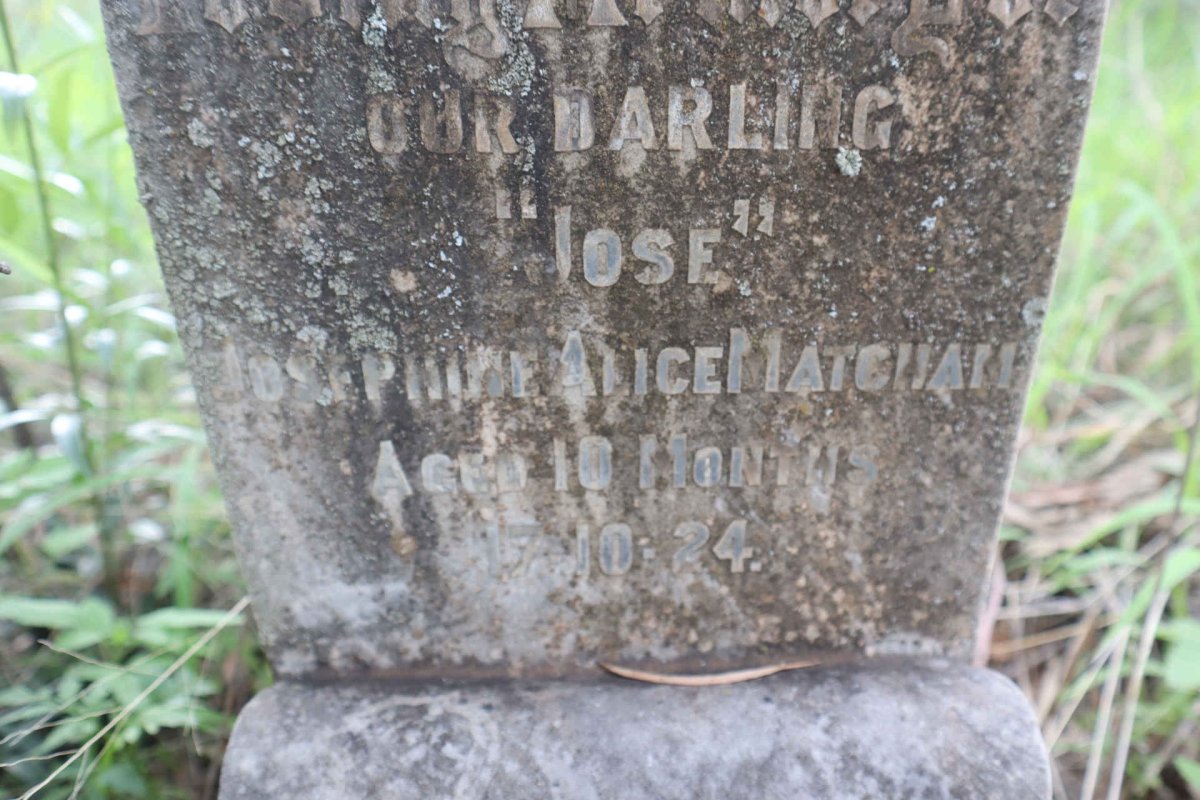 OUR DARLING
"JOSE"
JOSEPHINE ALICE MATCHAM
AGED 10 MONTHS
17·10·24.